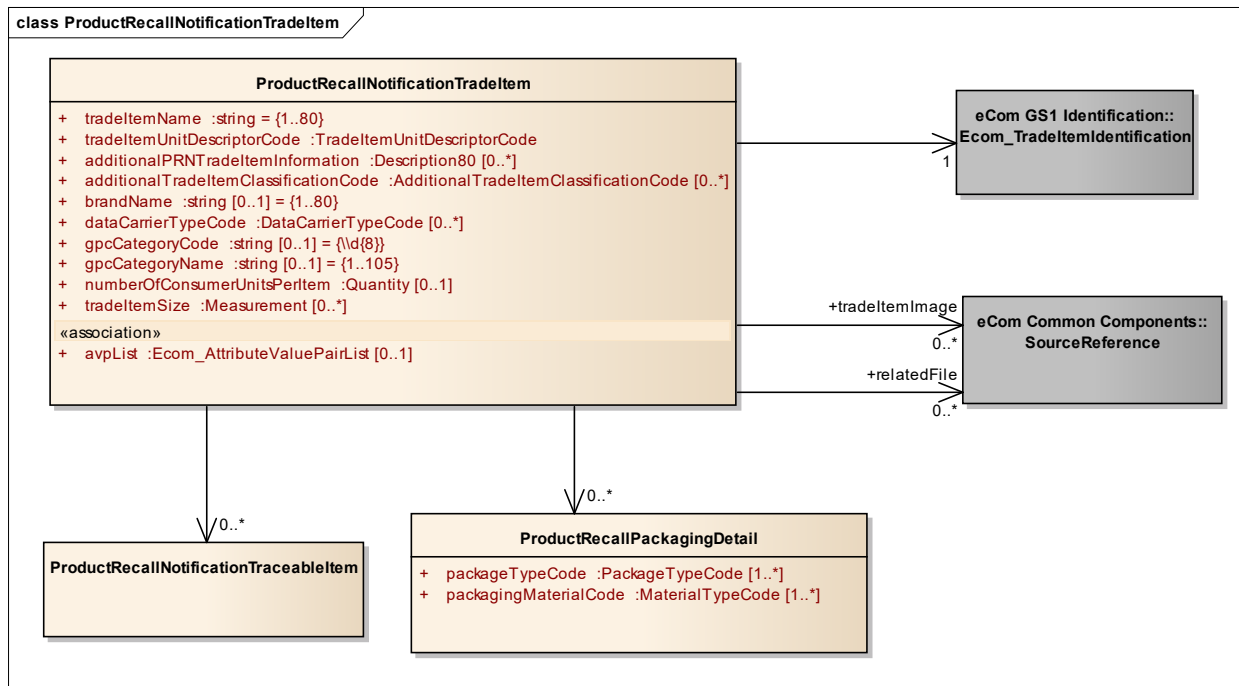 class ProductRecallNotificationTradeItem
ProductRecallNotificationTradeItem
+ tradeItemName :string = {1..80}
+ tradeItemUnitDescriptorCode :TradeItemUnitDescriptorCode
+ additionalPRNTradeItemInformation :Description80 [0..*]
+ additionalTradeItemClassificationCode :AdditionalTradeItemClassificationCode [0..*]
+ brandName :string [0..1] = {1..80}
+ dataCarrierTypeCode :DataCarrierTypeCode [0..*]
+ gpcCategoryCode :string [0..1] = {\\d{8}}
+ gpcCategoryName :string [0..1] = {1..105}
+ numberOfConsumerUnitsPerItem :Quantity [0..1]
+ tradeItemSize :Measurement [0..*]
«association»
+ avpList :Ecom_AttributeValuePairList [0..1]
eCom GS1 Identification::
Ecom_TradeItemIdentification
1
+tradeItemImage
0..*
eCom Common Components::
SourceReference
+relatedFile
0..*
0..*
ProductRecallNotificationTraceableItem
0..*
ProductRecallPackagingDetail
+ packageTypeCode :PackageTypeCode [1..*]
+ packagingMaterialCode :MaterialTypeCode [1..*]